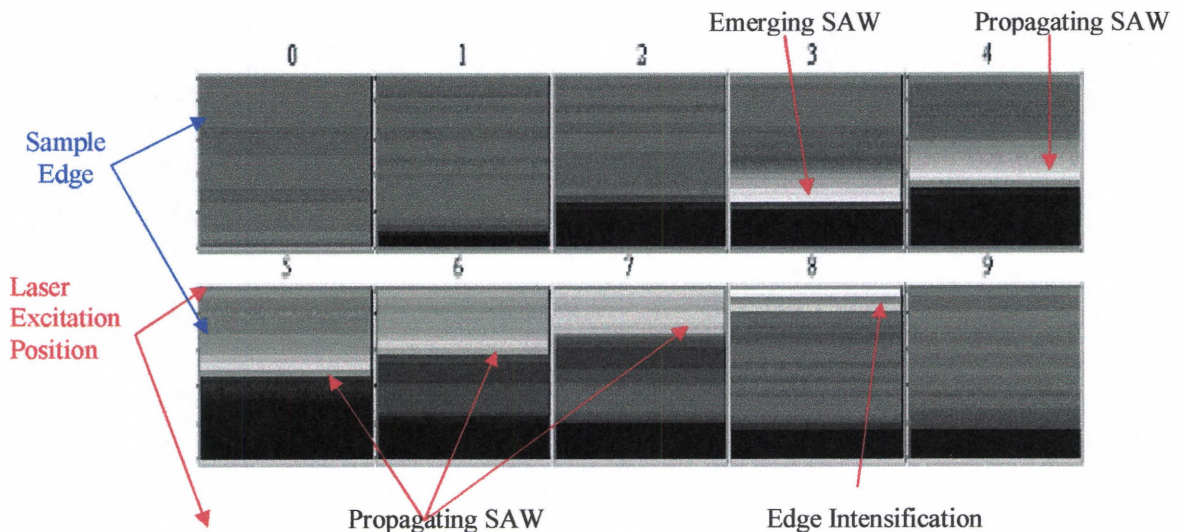 Emerging SAW
Propagating SAW
0 1 2 3 4
Sample
Edge
5 6 7 8 9
Laser
Excitation
Position
Propagating SAW
Edge Intensification